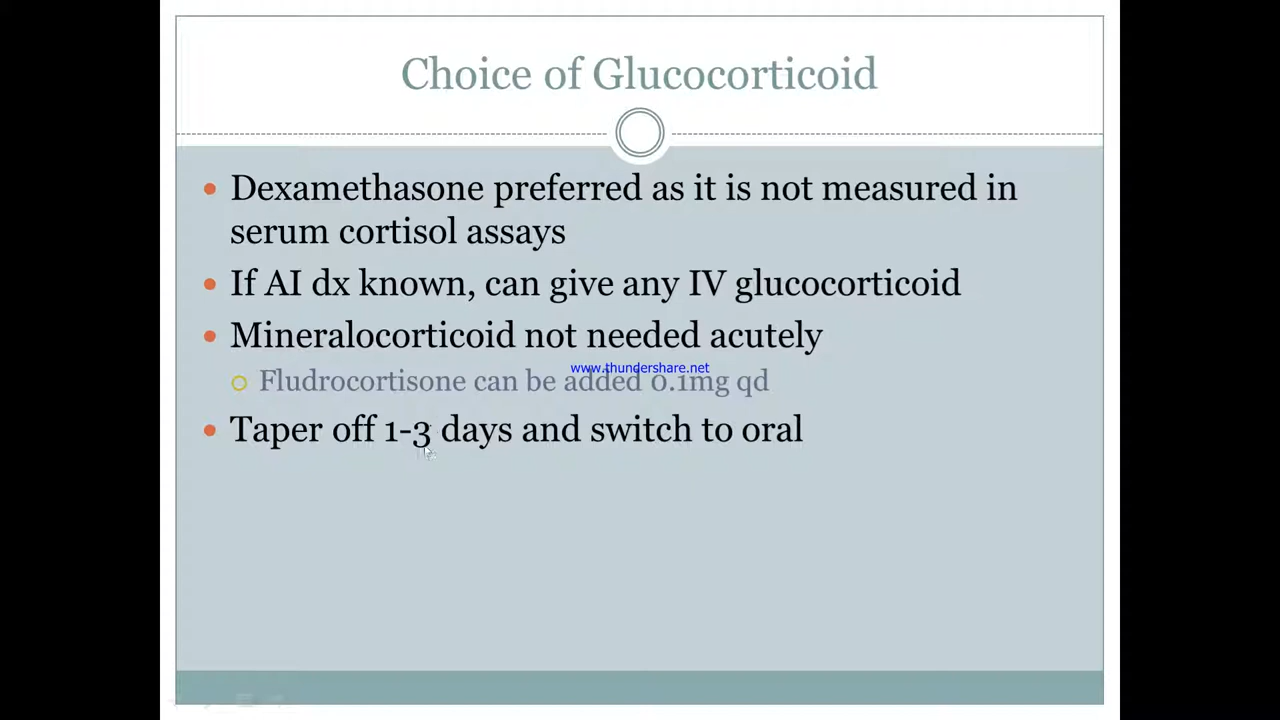 Choice of Glucocorticoid
Dexamethasone preferred as it is not measured in
serum cortisol assays
If AI dx known, can give any IV glucocorticoid
Mineralocorticoid not needed acutely
www.thundershare.net
Fludrocortisone can be added 0.1mg qd
Taper off 1-3 days and switch to oral